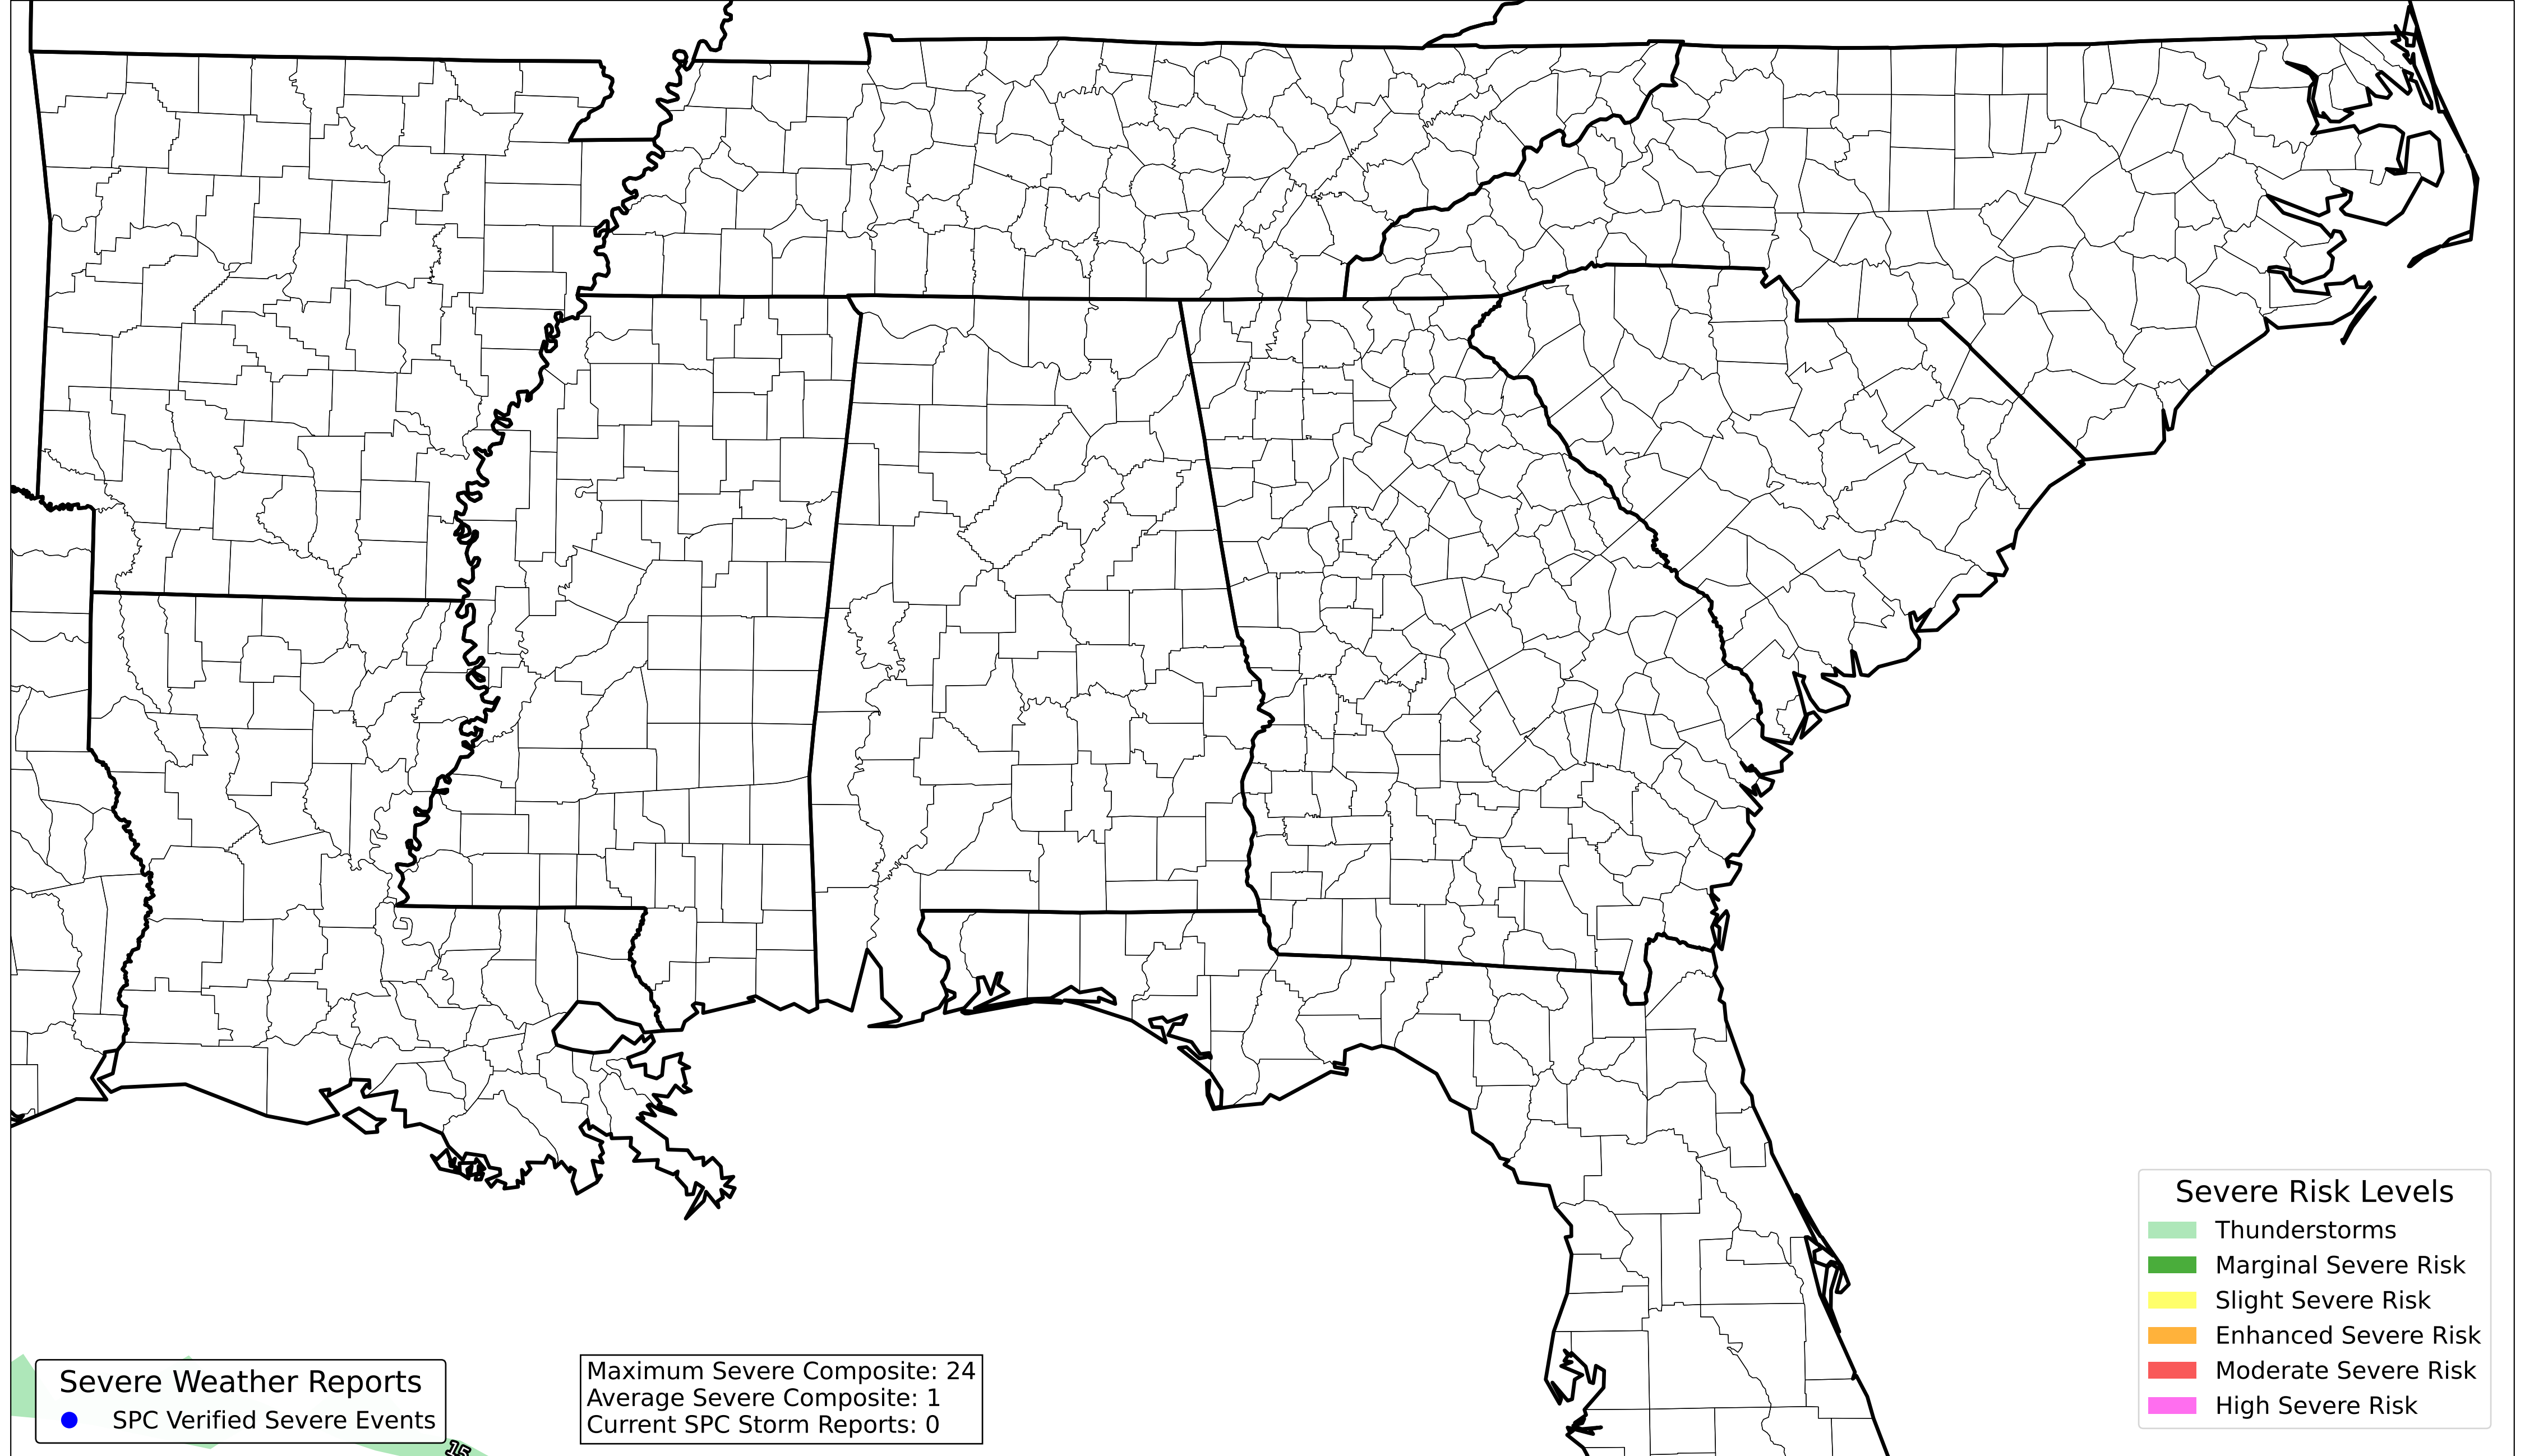 Severe Weather Reports
SPC Verified Severe Events
15
Maximum Severe Composite: 24
Average Severe Composite: 1
Current SPC Storm Reports: 0
Severe Risk Levels
Thunderstorms
Marginal Severe Risk
Slight Severe Risk
Enhanced Severe Risk
Moderate Severe Risk
High Severe Risk